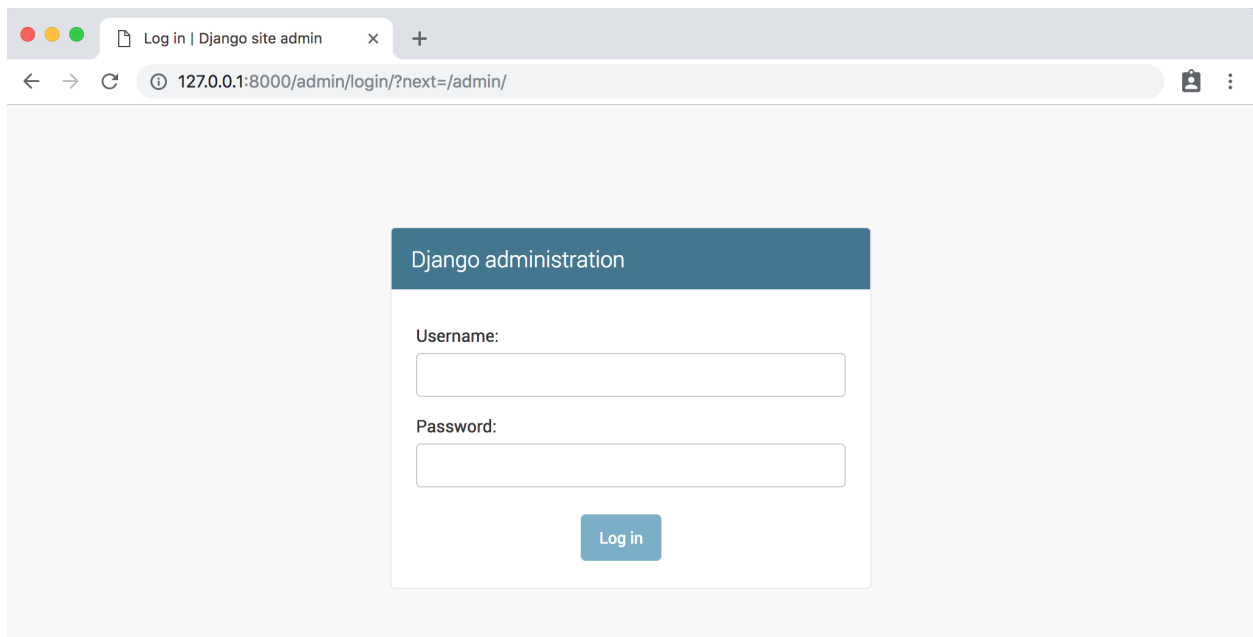 Log in | Django site admin
127.0.0.1:8000/admin/login/?next=/admin/
Django administration
Username:
Password:
Log in